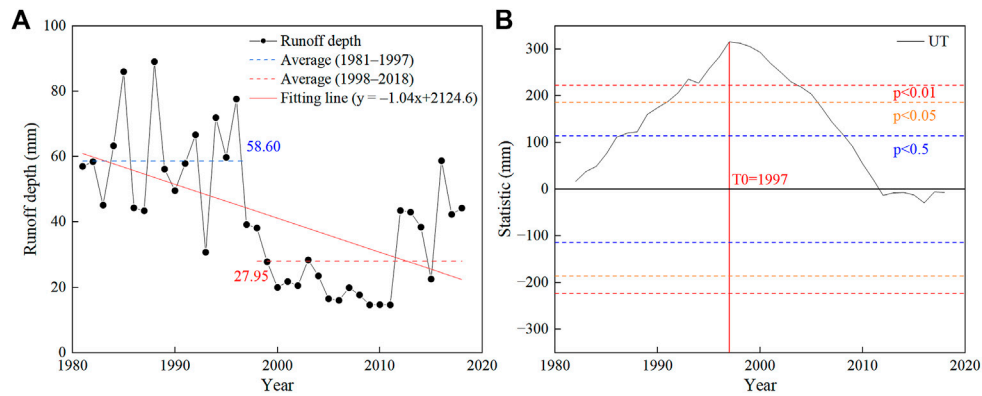 A
100
80
60
40
20
0
Runoff depth (mm)
Runoff depth
Average (1981–1997)
Average (1998–2018)
Fitting line (y = –1.04x+2124.6)
58.60
27.95
1980
1990
2000
2010
2020
Year
B
300
200
100
0
−100
−200
−300
Statistic (mm)
UT
p<0.01
p<0.05
p<0.5
T0=1997
1980
1990
2000
2010
2020
Year